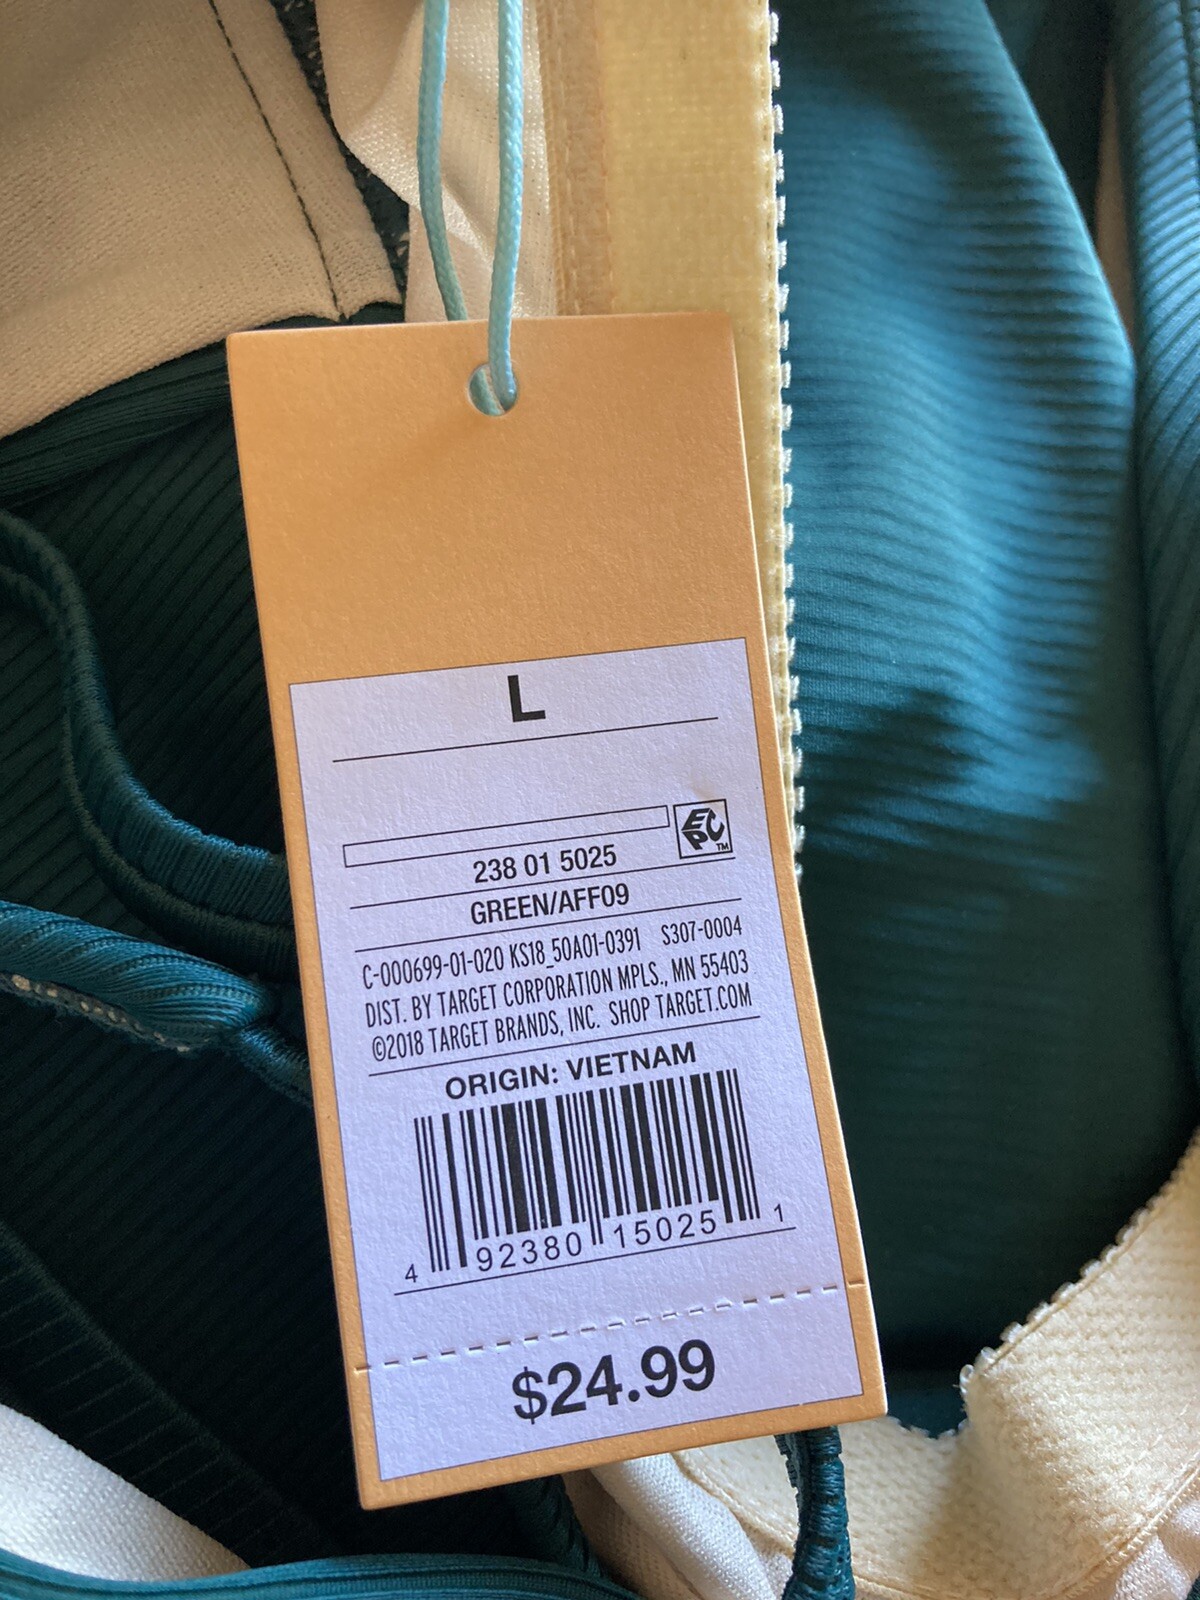 L
EPC
TM
238 01 5025
GREEN/AFF09
C-000699-01-020 KS18_50A01-0391 S307-0004
DIST. BY TARGET CORPORATION MPLS., MN 55403
©2018 TARGET BRANDS, INC. SHOP TARGET.COM
ORIGIN: VIETNAM
4 92380 15025 1
$24.99